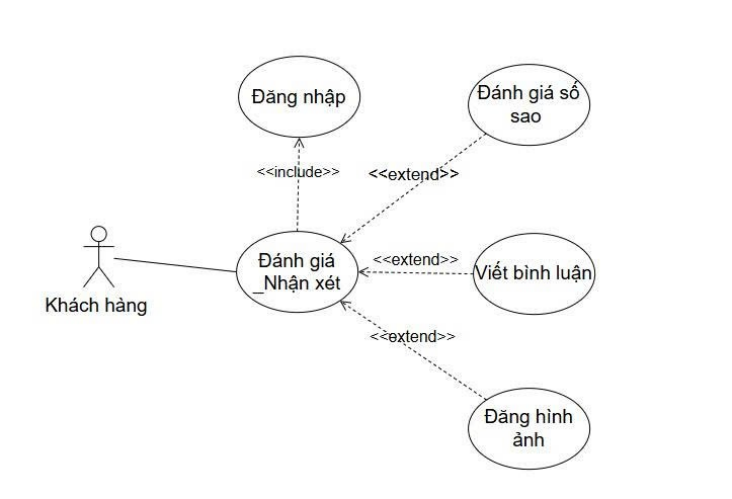 Đăng nhập
Đánh giá số
sao
<<include>>
<<extend>>
Đánh giá
_Nhận xét
<<extend>>
Viết bình luận
Khách hàng
<<extend>>
Đăng hình
ảnh